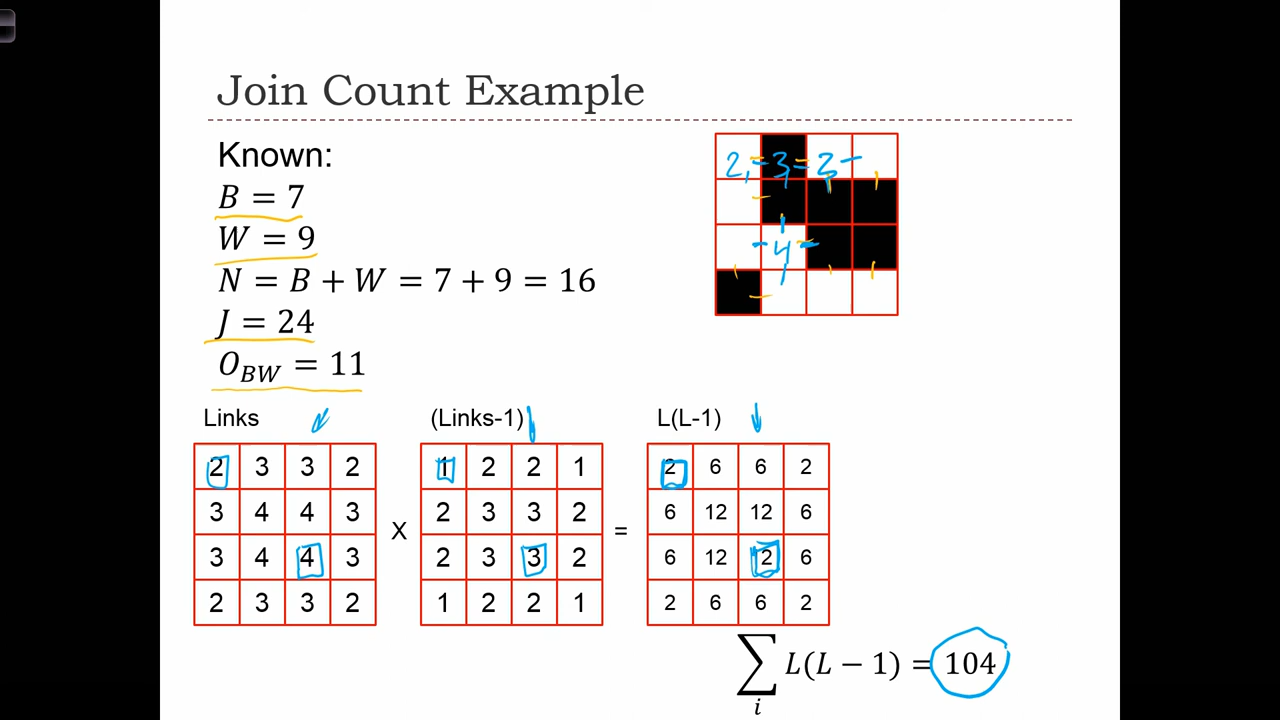 Join Count Example
Known:
B = 7
W = 9
N = B + W = 7 + 9 = 16
J = 24
O_BW = 11
2 3 3
4
Links (Links-1) L(L-1)
2 3 3 2 1 2 2 1 2 6 6 2
3 4 4 3 2 3 3 2 6 12 12 6
X =
3 4 4 3 2 3 3 2 6 12 2 6
2 3 3 2 1 2 2 1 2 6 6 2
∑ i L(L − 1) = 104